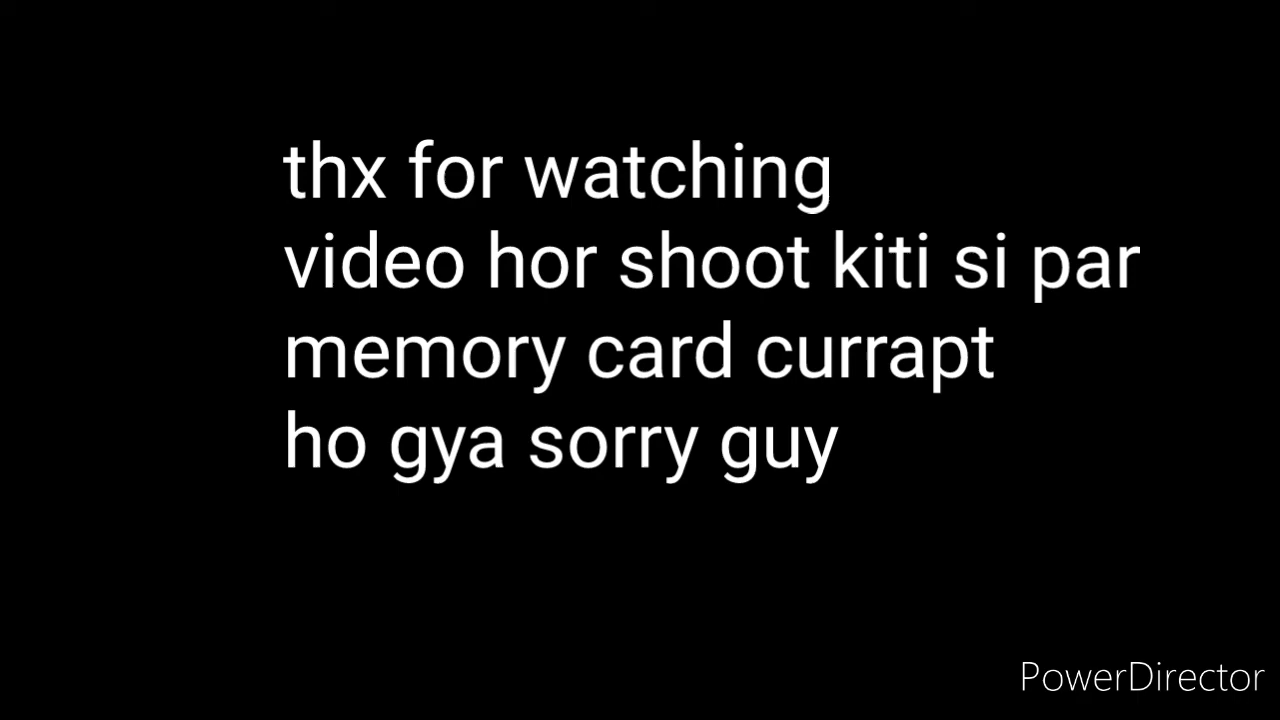 thx for watching
video hor shoot kiti si par
memory card currapt
ho gya sorry guy
PowerDirector